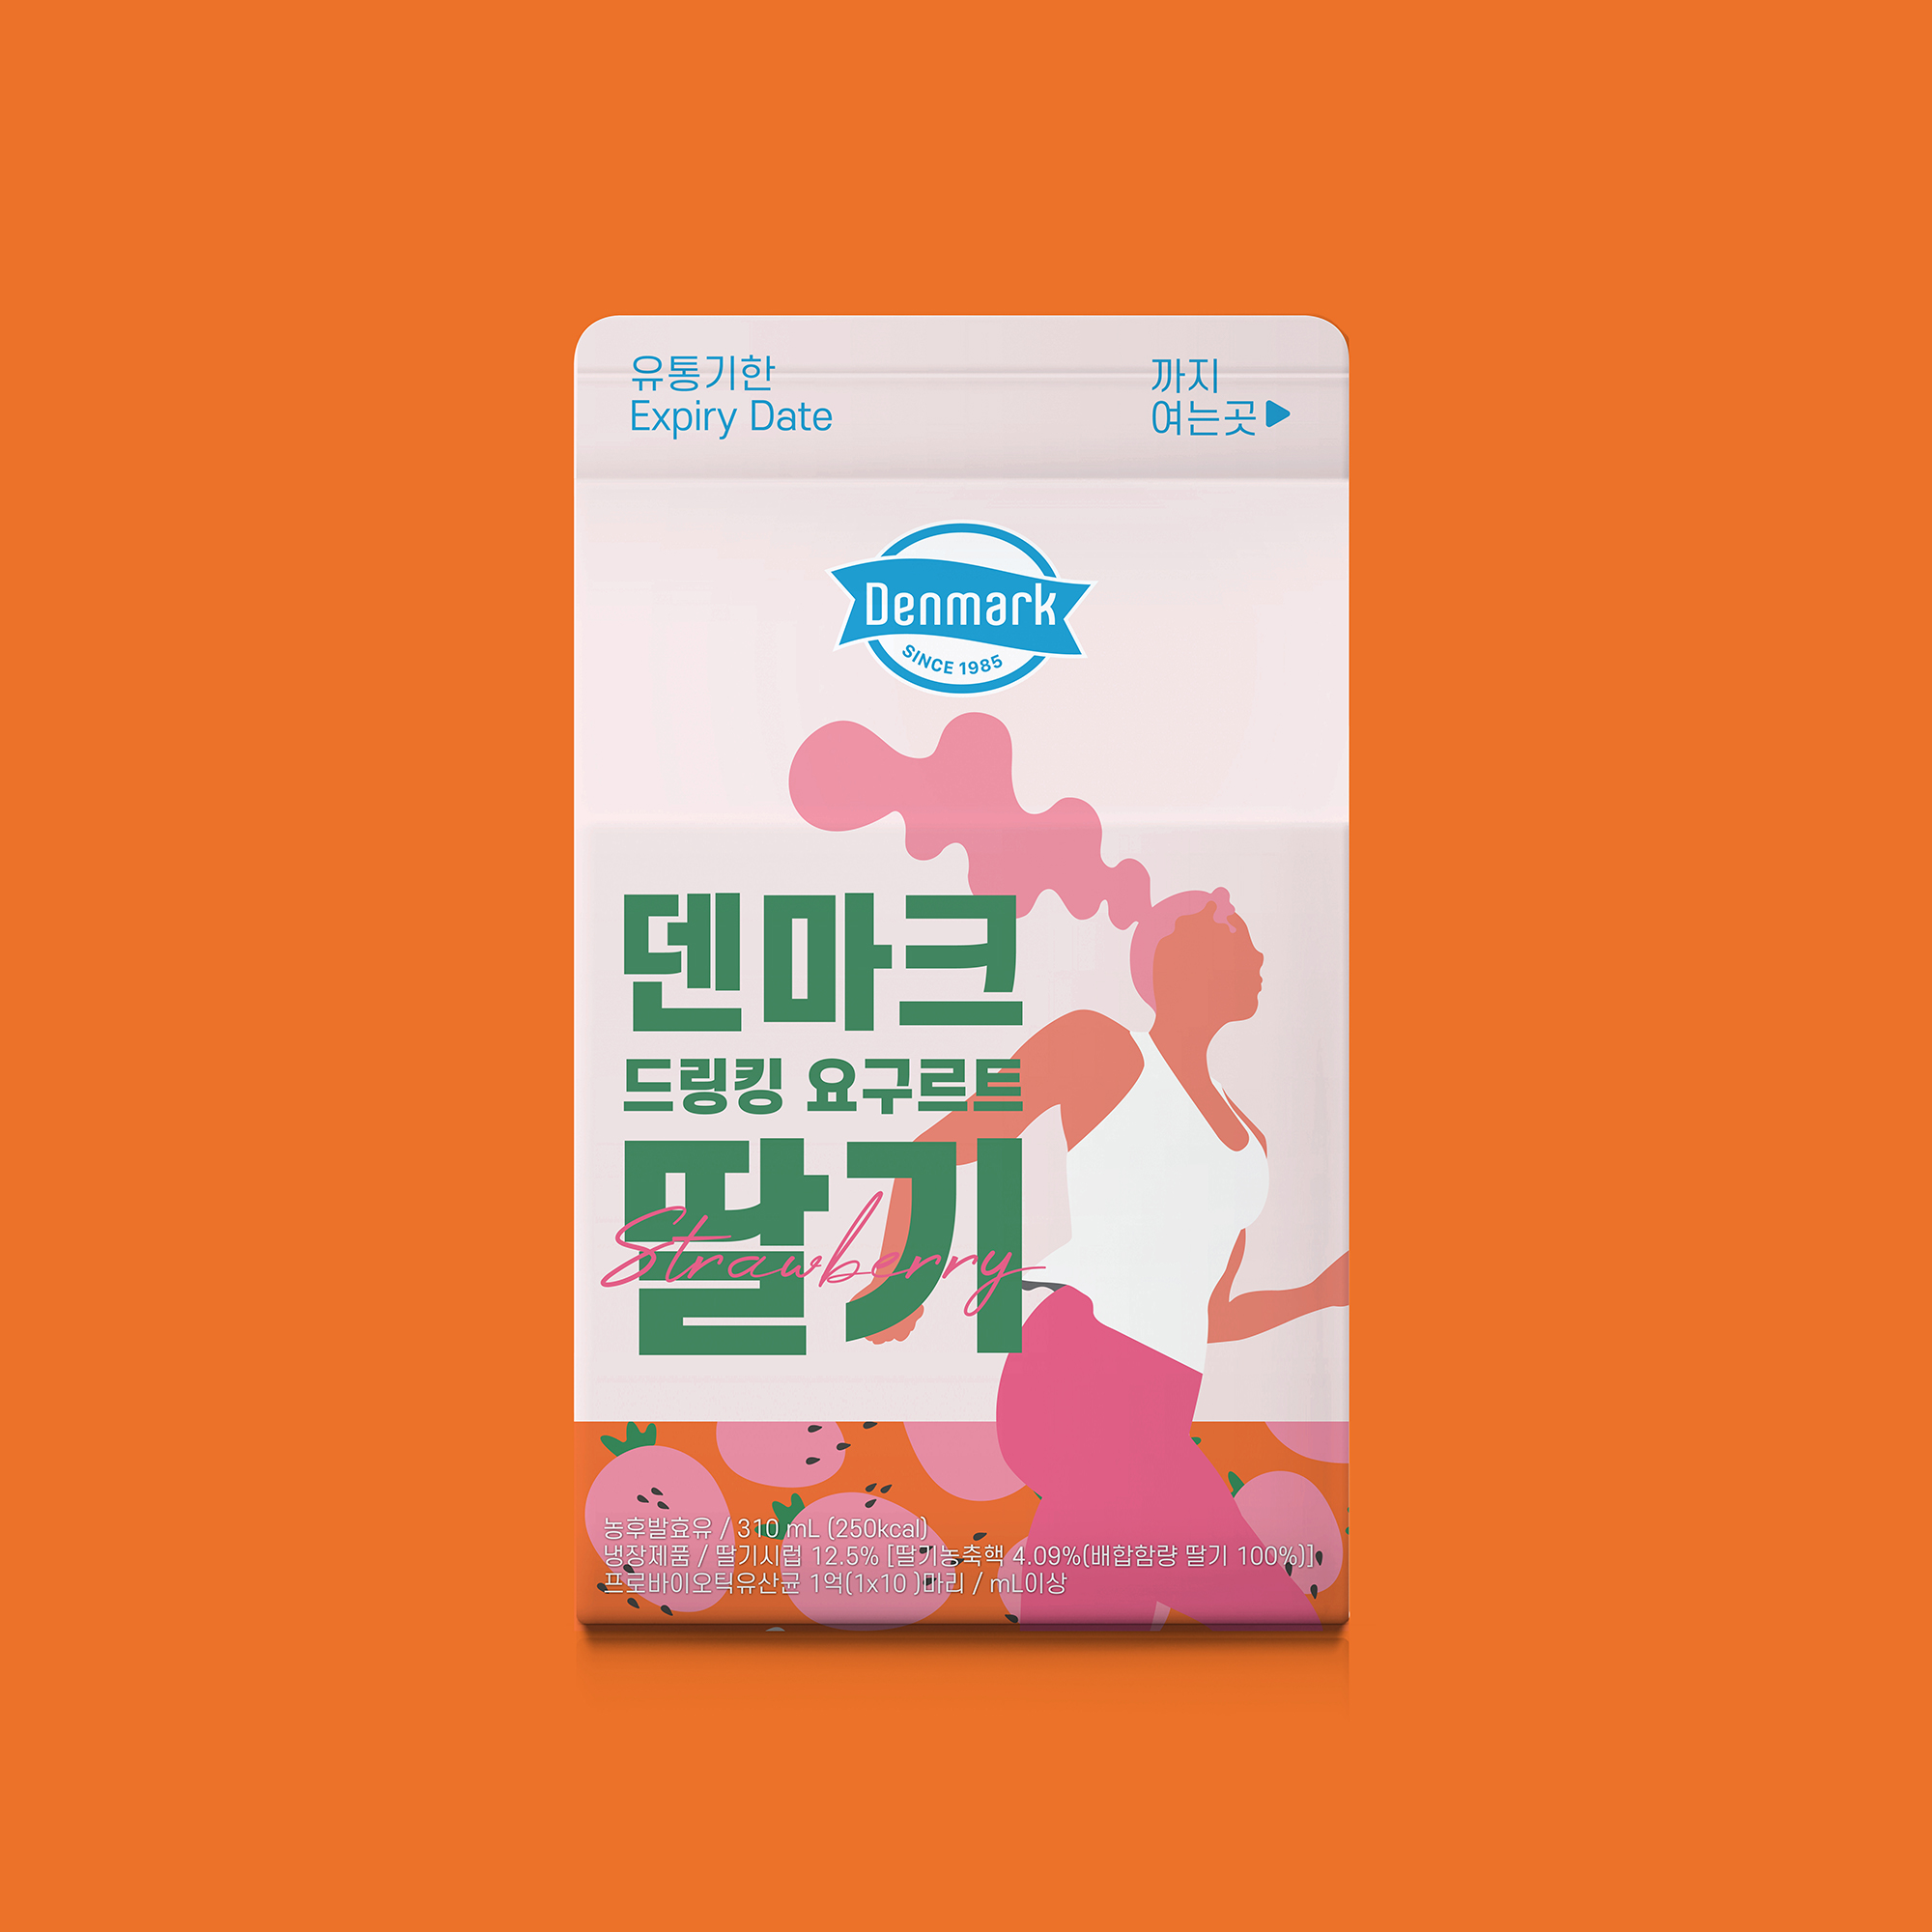 유통기한
Expiry Date
까지
여는곳
Denmark
SINCE 1985
덴마크
드링킹 요구르트
딸기
Strawberry
농후발효유 / 310 mL (250kcal)
냉장제품 / 딸기시럽 12.5% [딸기농축핵 4.09%(배합함량 딸기 100%)]
프로바이오틱유산균 1억(1x10 )마리 / mL이상